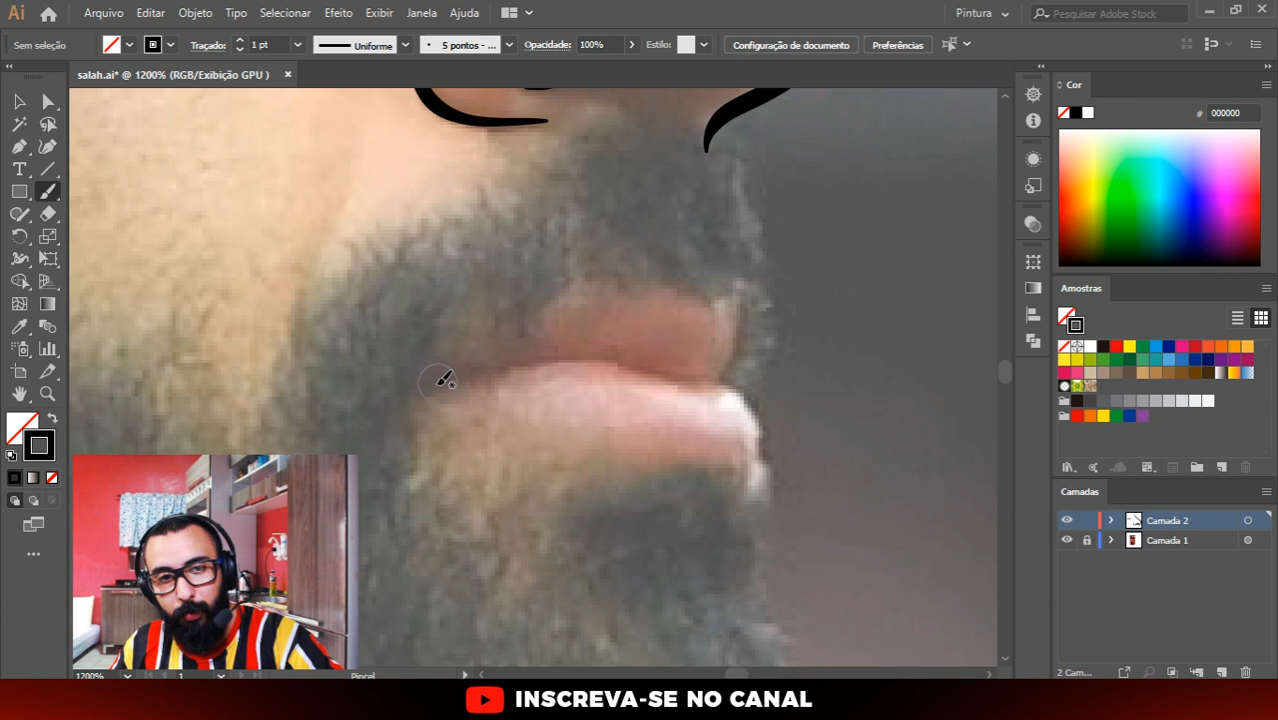 Ai
Arquivo
Editar
Objeto
Tipo
Selecionar
Efeito
Exibir
Janela
Ajuda
Pintura
Pesquisar Adobe Stock
Sem seleção
Traçado:
1 pt
Uniforme
5 pontos - ...
Opacidade:
100%
Estilo:
Configuração de documento
Preferências
salah.ai* @ 1200% (RGB/Exibição GPU )
Cor
#
000000
Amostras
Camadas
Camada 2
Camada 1
2 Cam...
1200%
1
Pincel
INSCREVA-SE NO CANAL